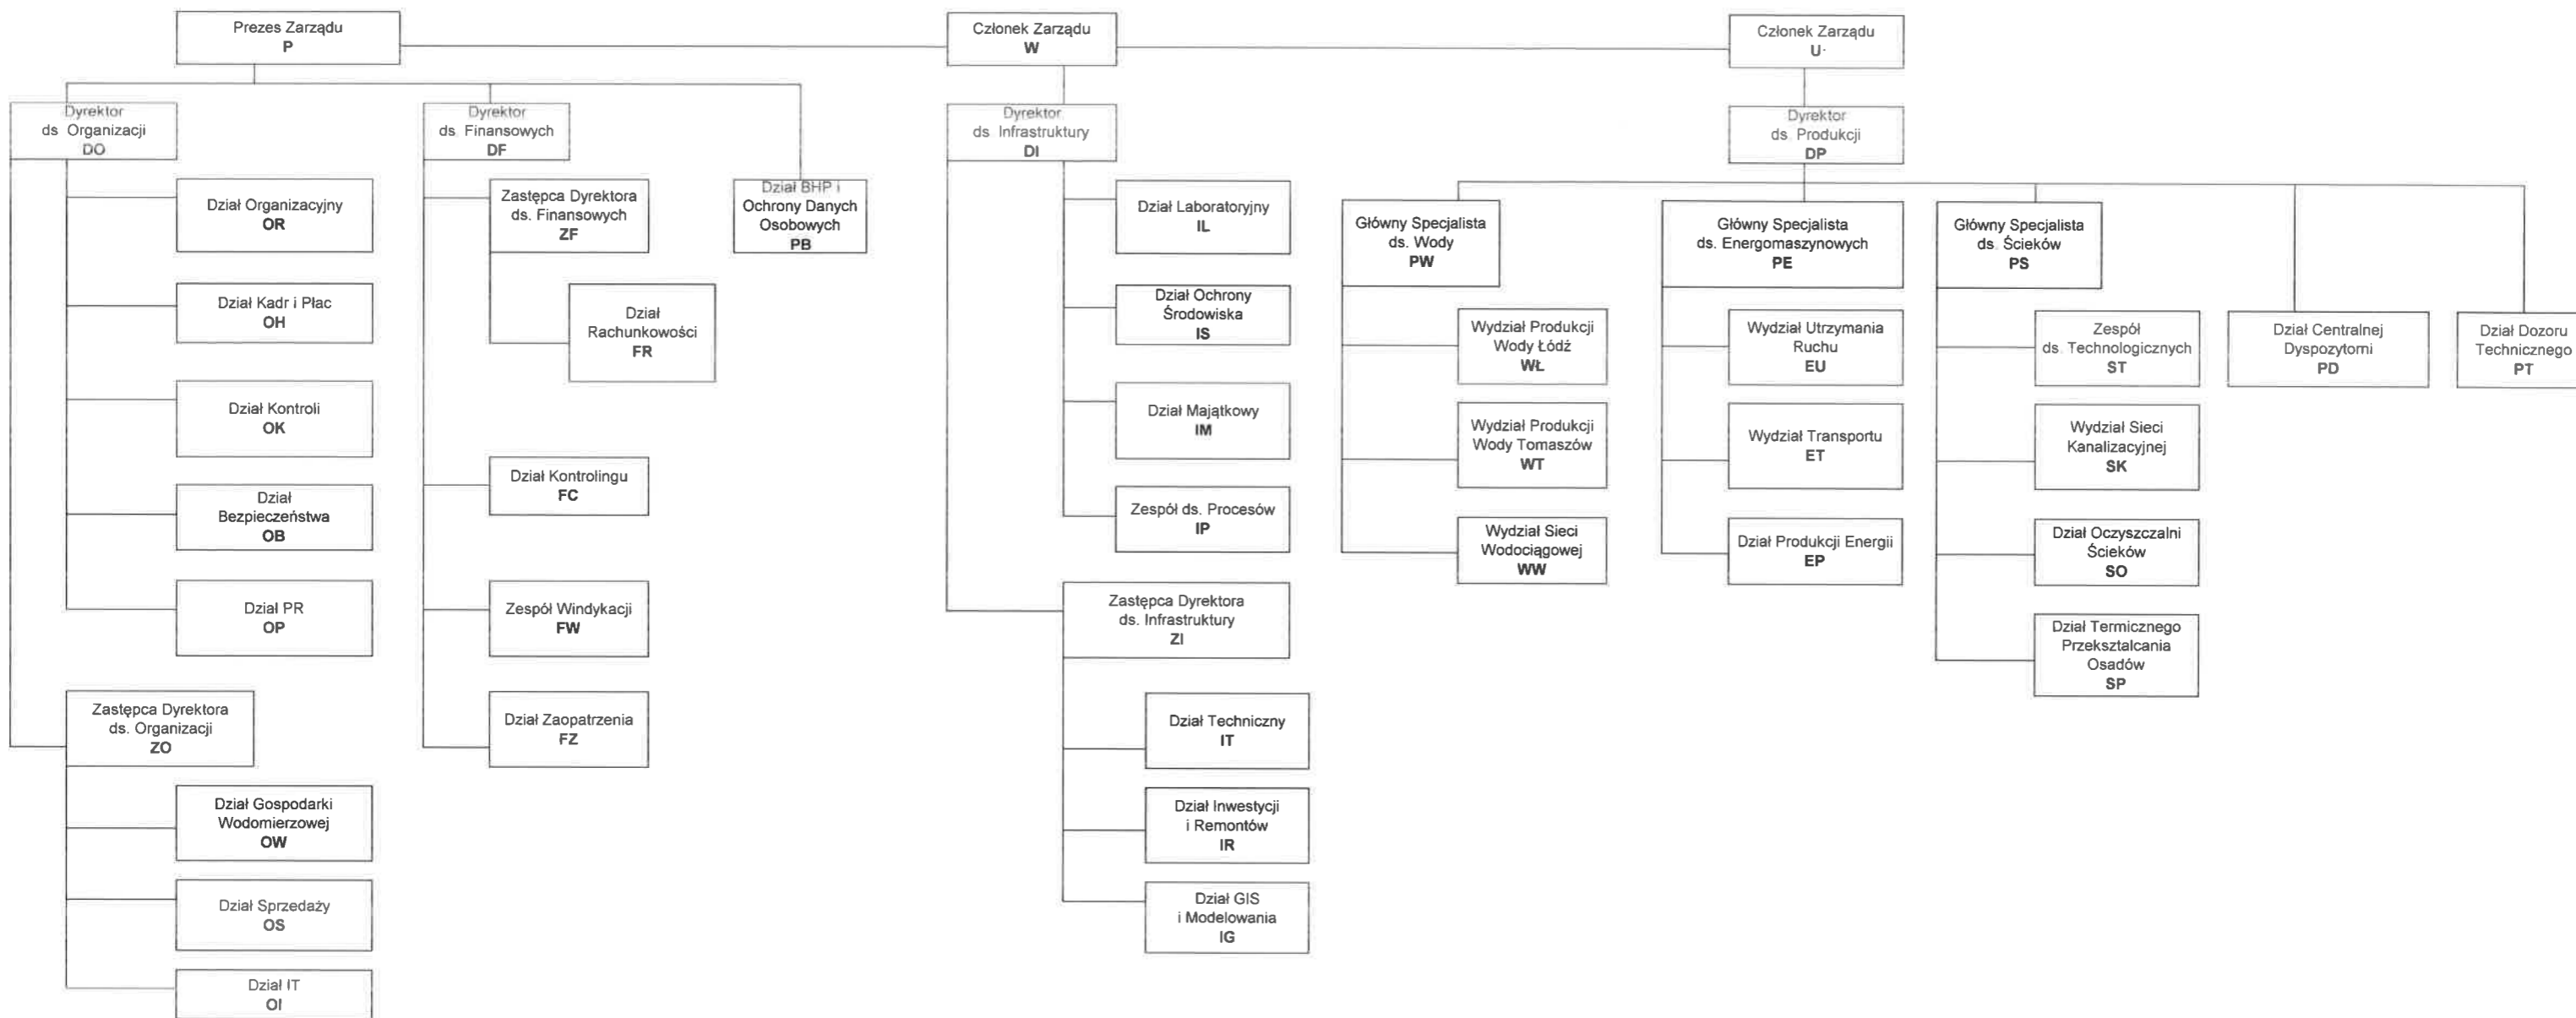 Prezes Zarządu
P
Członek Zarządu
W
Członek Zarządu
U
Dyrektor
ds. Organizacji
DO
Dyrektor
ds. Finansowych
DF
Dyrektor
ds. Infrastruktury
DI
Dyrektor
ds. Produkcji
DP
Dział Organizacyjny
OR
Dział Kadr i Płac
OH
Dział Kontroli
OK
Dział
Bezpieczeństwa
OB
Dział PR
OP
Zastępca Dyrektora
ds. Organizacji
ZO
Dział Gospodarki
Wodomierzowej
OW
Dział Sprzedaży
OS
Dział IT
OI
Zastępca Dyrektora
ds. Finansowych
ZF
Dział
Rachunkowości
FR
Dział Kontrolingu
FC
Zespół Windykacji
FW
Dział Zaopatrzenia
FZ
Dział BHP i
Ochrony Danych
Osobowych
PB
Dział Laboratoryjny
IL
Dział Ochrony
Środowiska
IS
Dział Majątkowy
IM
Zespół ds. Procesów
IP
Zastępca Dyrektora
ds. Infrastruktury
ZI
Dział Techniczny
IT
Dział Inwestycji
i Remontów
IR
Dział GIS
i Modelowania
IG
Główny Specjalista
ds. Wody
PW
Wydział Produkcji
Wody Łódź
WŁ
Wydział Produkcji
Wody Tomaszów
WT
Wydział Sieci
Wodociągowej
WW
Główny Specjalista
ds. Energomaszynowych
PE
Wydział Utrzymania
Ruchu
EU
Wydział Transportu
ET
Dział Produkcji Energii
EP
Główny Specjalista
ds. Ścieków
PS
Zespół
ds. Technologicznych
ST
Wydział Sieci
Kanalizacyjnej
SK
Dział Oczyszczalni
Ścieków
SO
Dział Termicznego
Przekształcania
Osadów
SP
Dział Centralnej
Dyspozytorni
PD
Dział Dozoru
Technicznego
PT